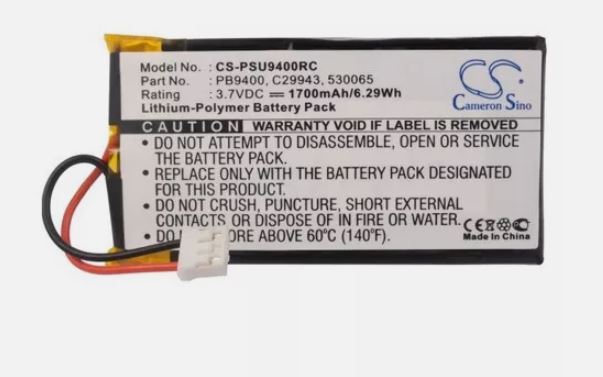 Model No. : CS-PSU9400RC
Part No. : PB9400, C29943, 530065
Rating : 3.7VDC ⎓ 1700mAh/6.29Wh
Lithium-Polymer Battery Pack
CS
Cameron Sino
CAUTION WARRANTY VOID IF LABEL IS REMOVED
• DO NOT ATTEMPT TO DISASSEMBLE, OPEN OR SERVICE
THE BATTERY PACK.
• REPLACE ONLY WITH THE BATTERY PACK DESIGNATED
FOR THIS PRODUCT.
• DO NOT CRUSH, PUNCTURE, SHORT EXTERNAL
CONTACTS OR DISPOSE OF IN FIRE OR WATER.
• DO ORE ABOVE 60°C (140°F).
CE
Made In China